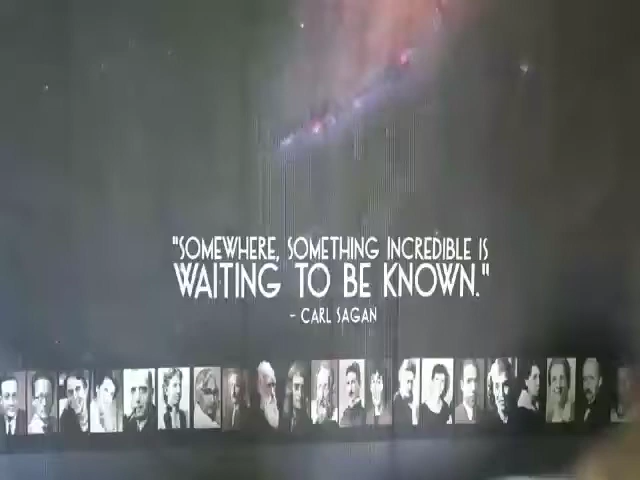 "SOMEWHERE, SOMETHING INCREDIBLE IS
WAITING TO BE KNOWN."
- CARL SAGAN